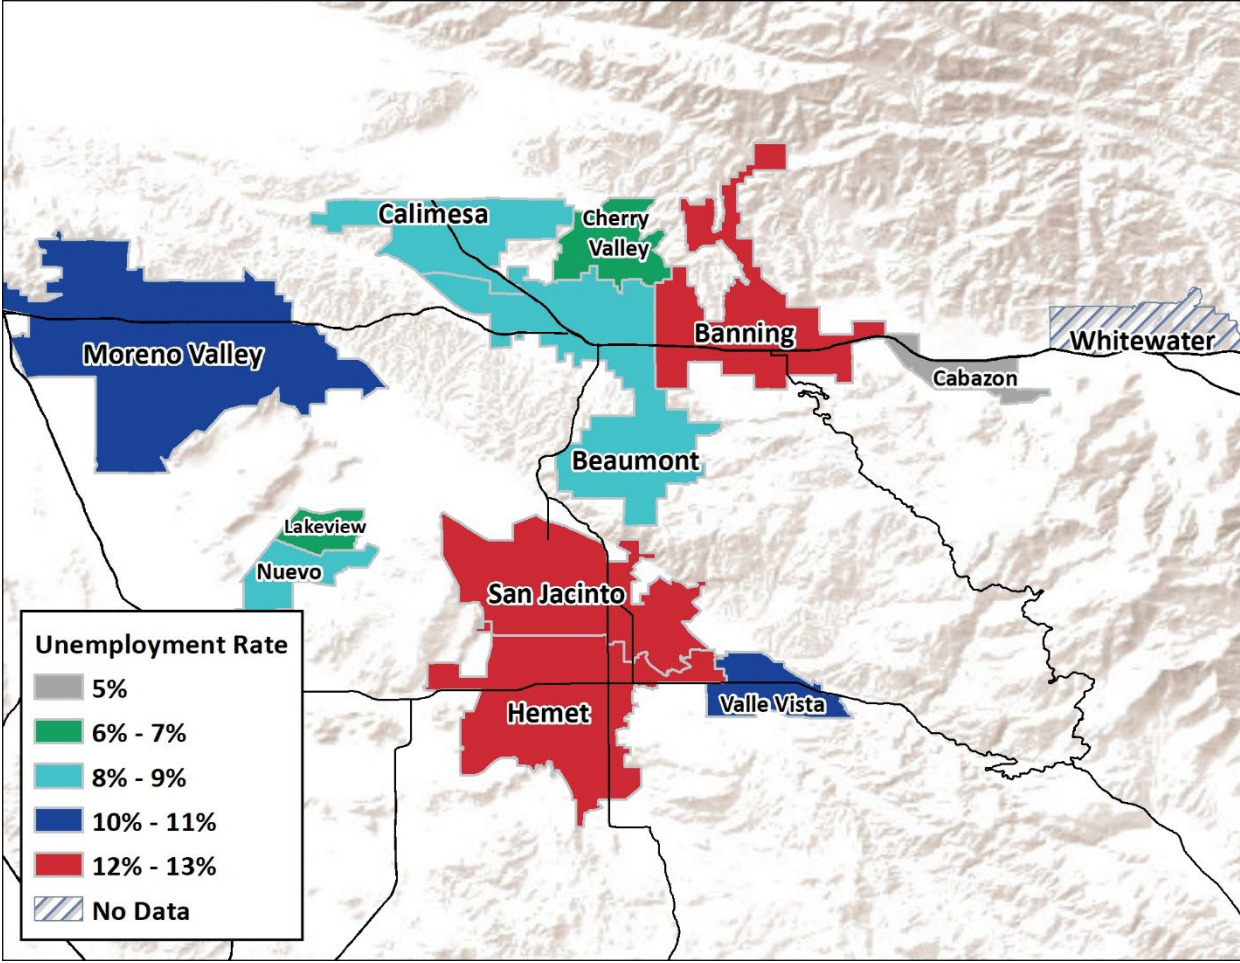 Calimesa
Cherry
Valley
Banning
Whitewater
Moreno Valley
Cabazon
Beaumont
Lakeview
Nuevo
San Jacinto
Valle Vista
Hemet
Unemployment Rate
5%
6% - 7%
8% - 9%
10% - 11%
12% - 13%
No Data